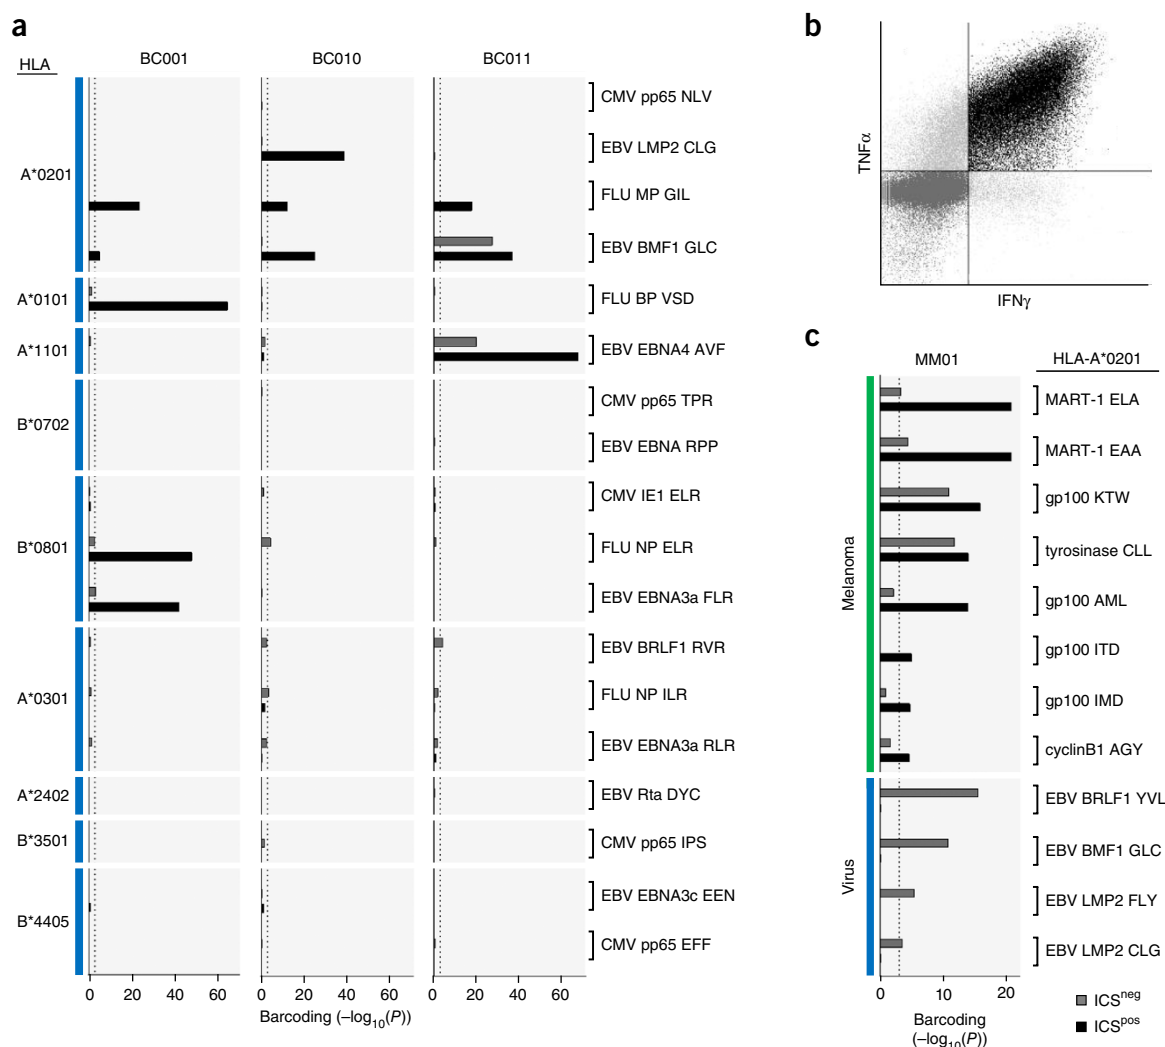 a
HLA
BC001 BC010 BC011
A*0201
CMV pp65 NLV
EBV LMP2 CLG
FLU MP GIL
EBV BMF1 GLC
A*0101
FLU BP VSD
A*1101
EBV EBNA4 AVF
B*0702
CMV pp65 TPR
EBV EBNA RPP
B*0801
CMV IE1 ELR
FLU NP ELR
EBV EBNA3a FLR
A*0301
EBV BRLF1 RVR
FLU NP ILR
EBV EBNA3a RLR
A*2402
EBV Rta DYC
B*3501
CMV pp65 IPS
B*4405
EBV EBNA3c EEN
CMV pp65 EFF
0 20 40 60 0 20 40 60 0 20 40 60
Barcoding (–log10(P))
b
TNFα
IFNγ
c
MM01 HLA-A*0201
Melanoma
MART-1 ELA
MART-1 EAA
gp100 KTW
tyrosinase CLL
gp100 AML
gp100 ITD
gp100 IMD
cyclinB1 AGY
Virus
EBV BRLF1 YVL
EBV BMF1 GLC
EBV LMP2 FLY
EBV LMP2 CLG
0 10 20
Barcoding
(–log10(P))
ICSneg
ICSpos